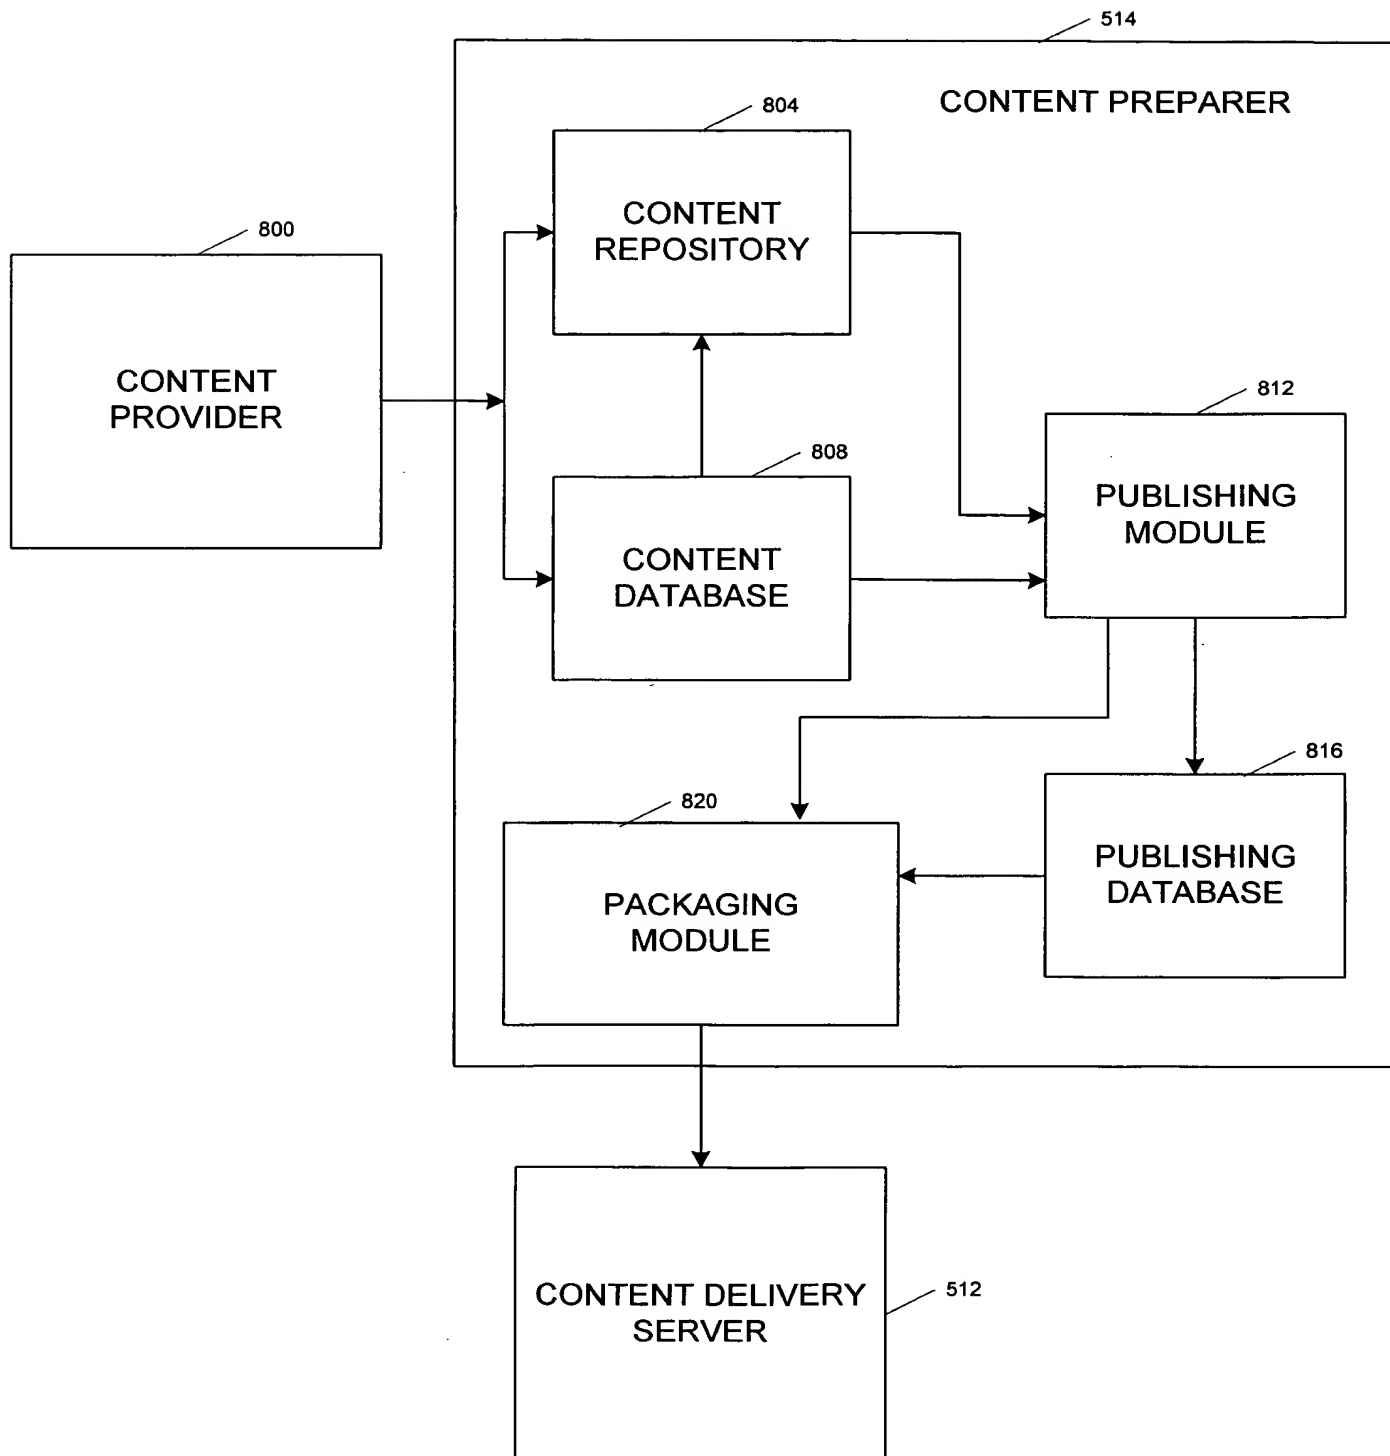 514
CONTENT PREPARER
804
CONTENT
REPOSITORY
800
CONTENT
PROVIDER
812
PUBLISHING
MODULE
808
CONTENT
DATABASE
816
PUBLISHING
DATABASE
820
PACKAGING
MODULE
512
CONTENT DELIVERY
SERVER